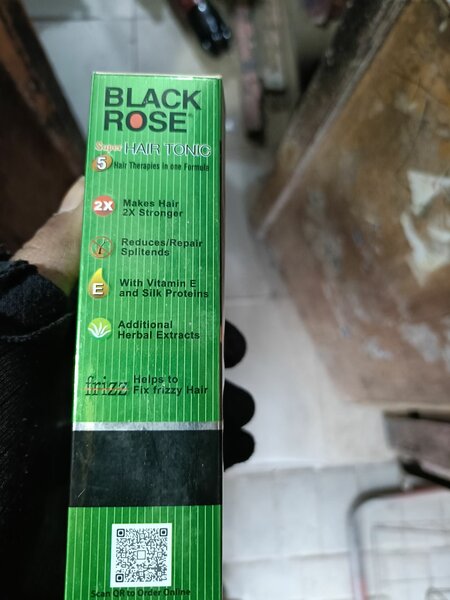 BLACK
ROSE
Super HAIR TONIC
5 Hair Therapies in one Formula
2X Makes Hair
2X Stronger
Reduces/Repair
Splitends
E With Vitamin E
and Silk Proteins
Additional
Herbal Extracts
frizz Helps to
Fix frizzy Hair
Scan QR to Order Online